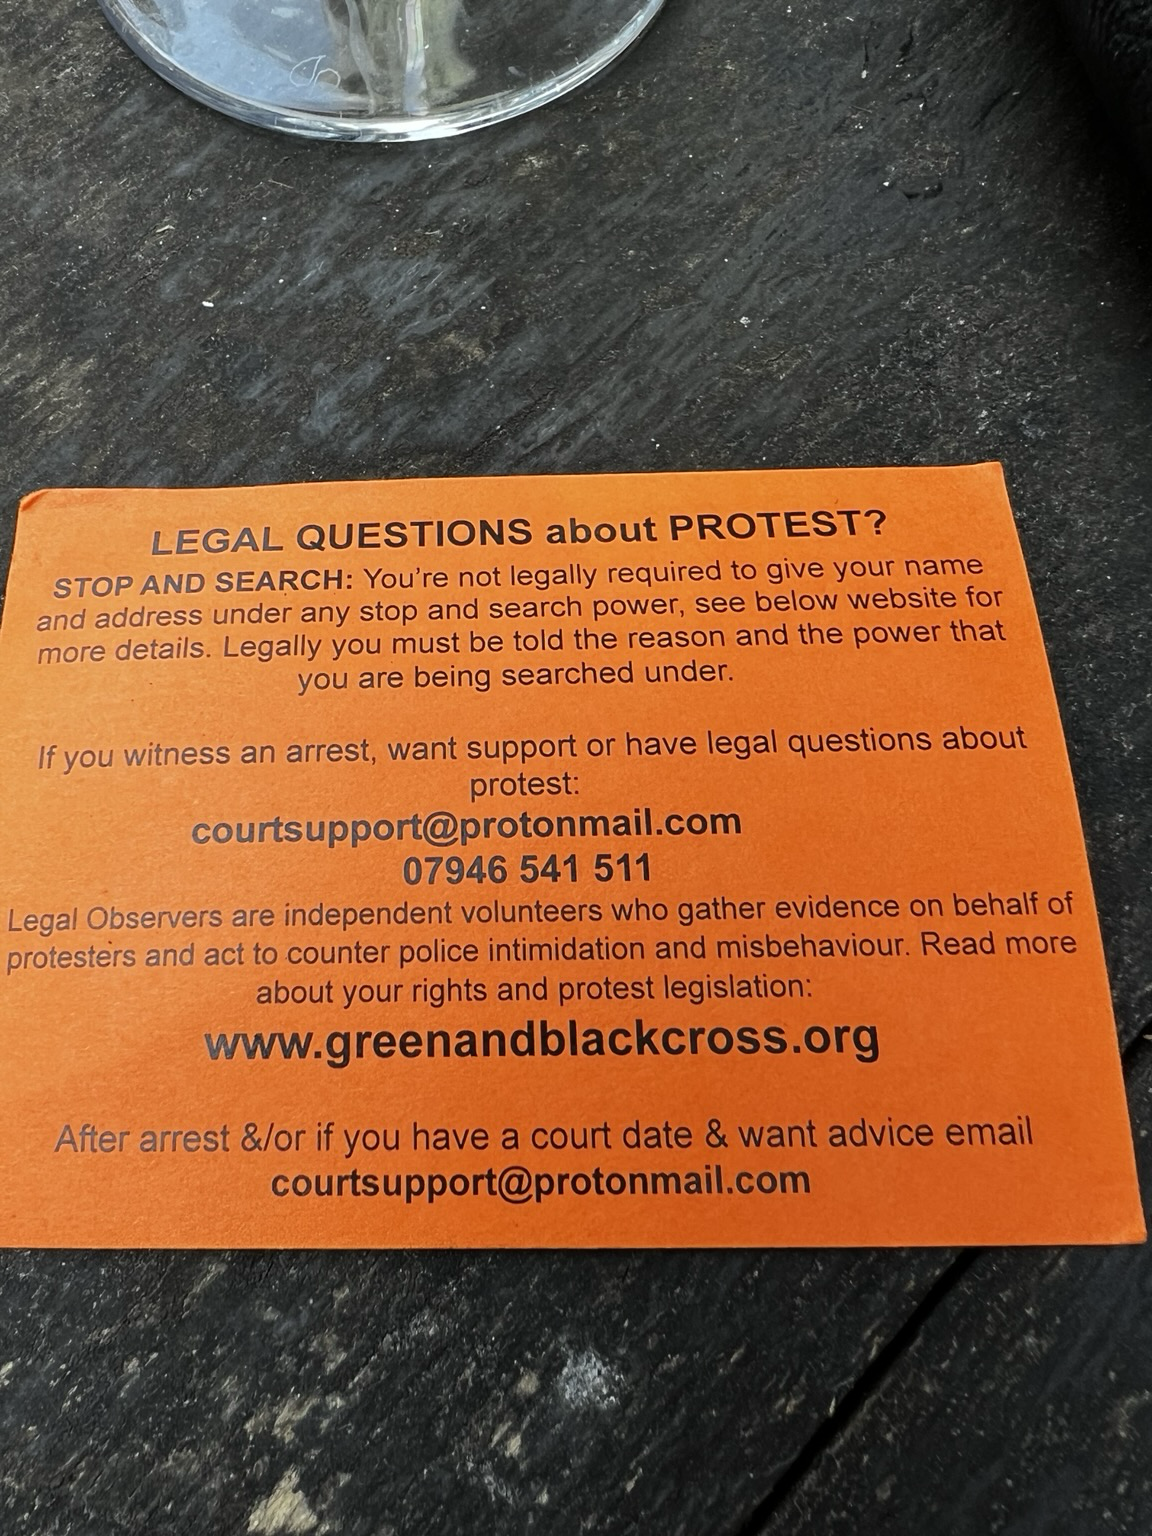 LEGAL QUESTIONS about PROTEST?
STOP AND SEARCH: You're not legally required to give your name
and address under any stop and search power, see below website for
more details. Legally you must be told the reason and the power that
you are being searched under.
If you witness an arrest, want support or have legal questions about
protest:
courtsupport@protonmail.com
07946 541 511
Legal Observers are independent volunteers who gather evidence on behalf of
protesters and act to counter police intimidation and misbehaviour. Read more
about your rights and protest legislation:
www.greenandblackcross.org
After arrest &/or if you have a court date & want advice email
courtsupport@protonmail.com